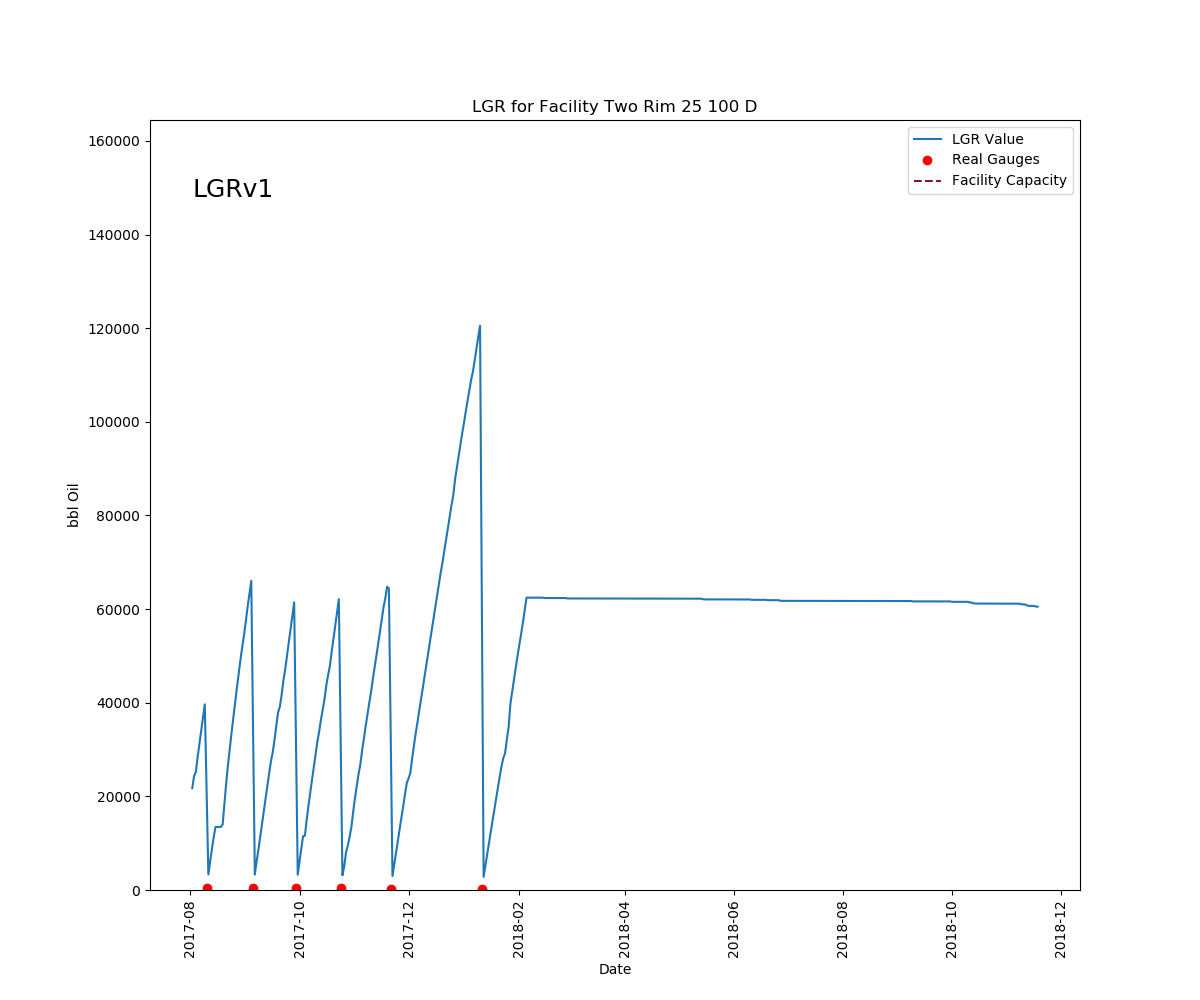 LGR for Facility Two Rim 25 100 D
LGR Value
Real Gauges
Facility Capacity
LGRv1
160000
140000
120000
100000
80000
60000
40000
20000
0
bbl Oil
2017-08
2017-10
2017-12
2018-02
2018-04
2018-06
2018-08
2018-10
2018-12
Date